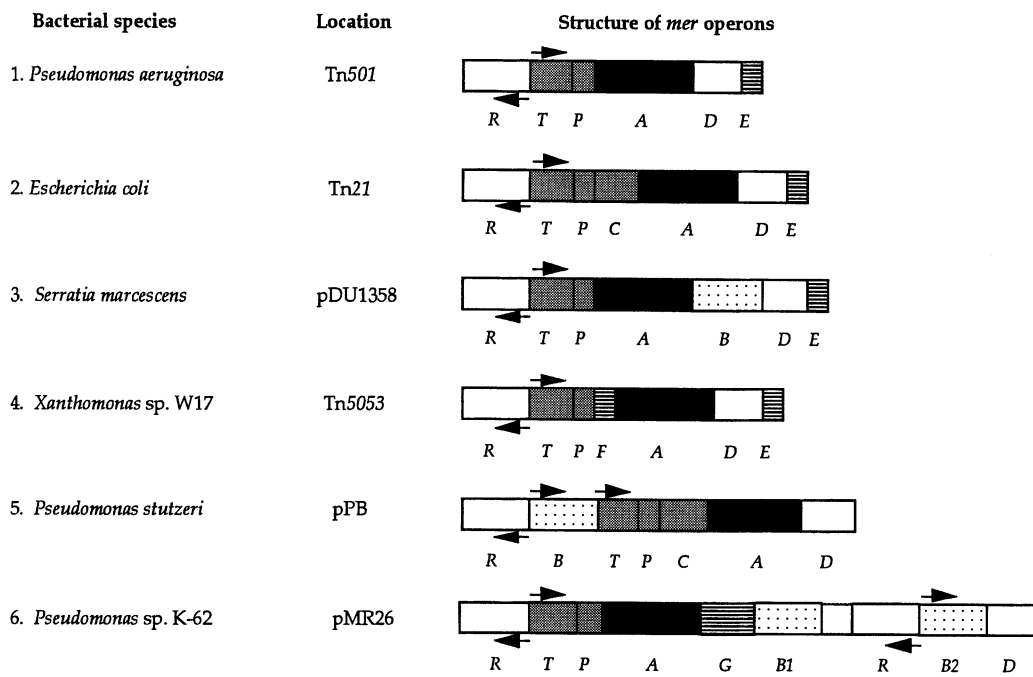 Bacterial species Location Structure of mer operons
1. Pseudomonas aeruginosa Tn501
R T P A D E
2. Escherichia coli Tn21
R T P C A D E
3. Serratia marcescens pDU1358
R T P A B D E
4. Xanthomonas sp. W17 Tn5053
R T P F A D E
5. Pseudomonas stutzeri pPB
R B T P C A D
6. Pseudomonas sp. K-62 pMR26
R T P A G B1 R B2 D